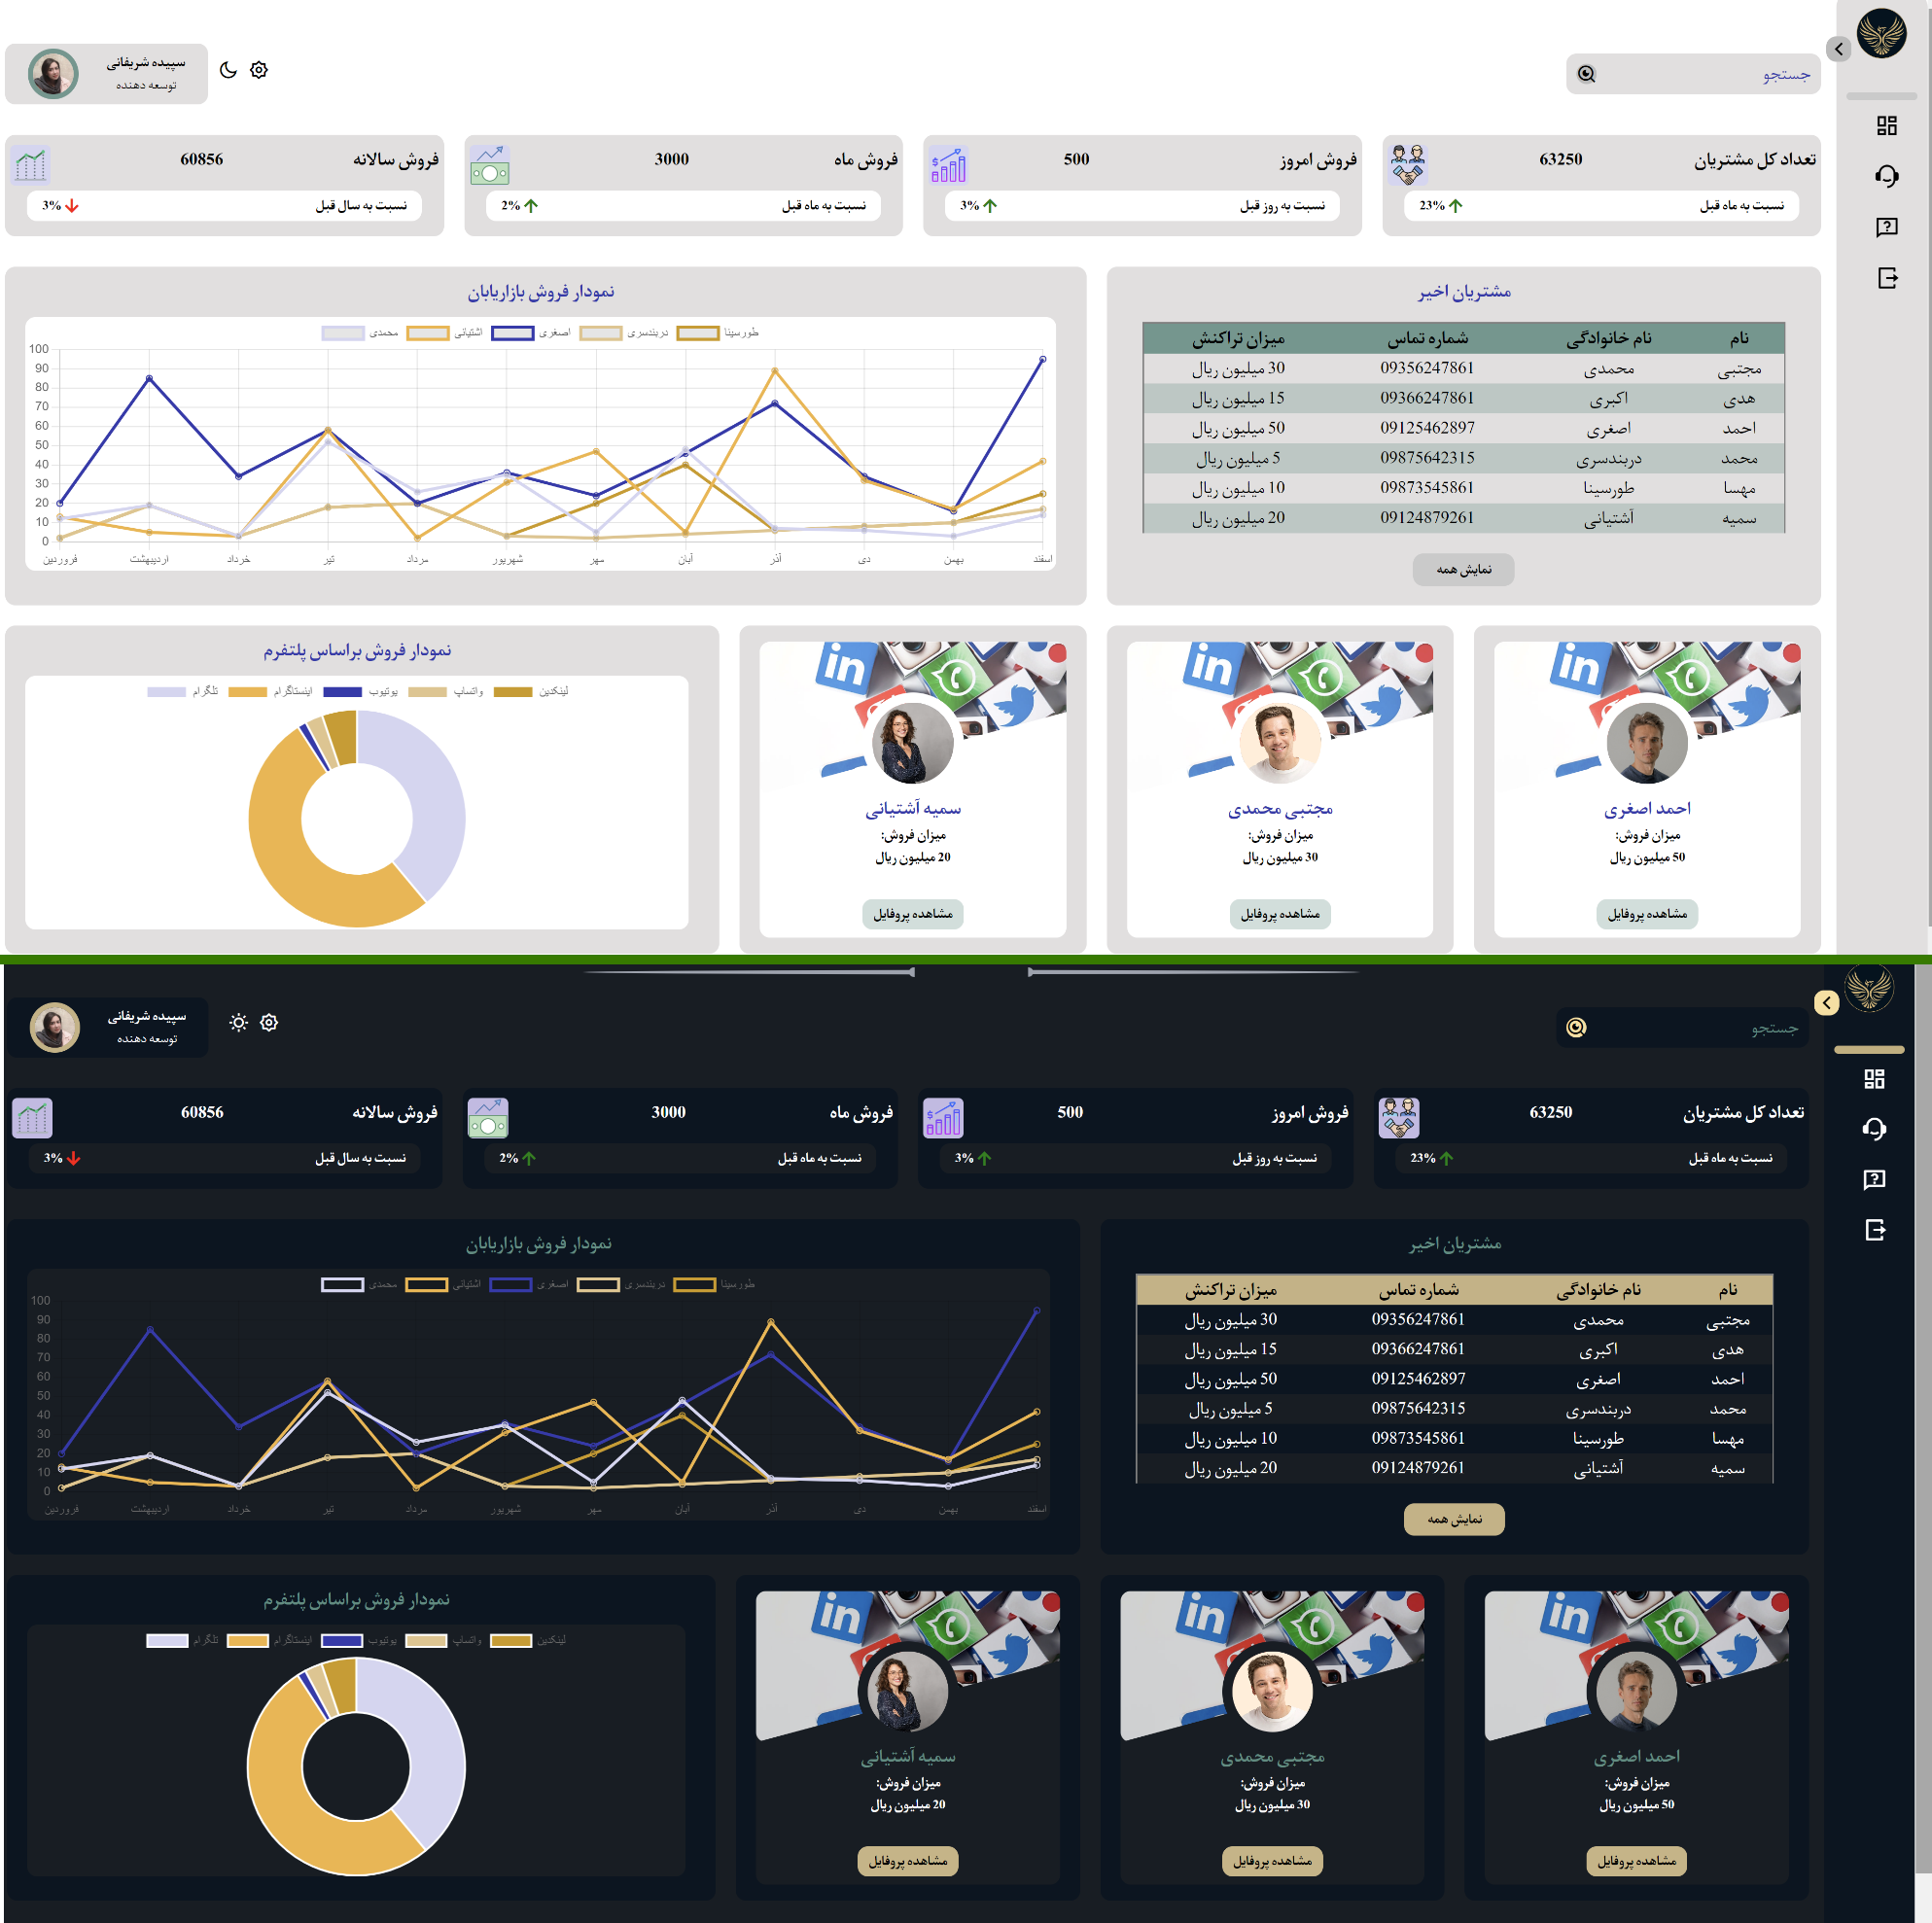 جستجو
سپیده شریفانی
توسعه دهنده
تعداد کل مشتریان 63250
نسبت به ماه قبل 23%
فروش امروز 500
نسبت به روز قبل 3%
فروش ماه 3000
نسبت به ماه قبل 2%
فروش سالانه 60856
نسبت به سال قبل 3%
مشتریان اخیر
نام نام خانوادگی شماره تماس میزان تراکنش
مجتبی محمدی 09356247861 30 میلیون ریال
هدی اکبری 09366247861 15 میلیون ریال
احمد اصغری 09125462897 50 میلیون ریال
محمد دربندسری 09875642315 5 میلیون ریال
مهسا طورسینا 09873545861 10 میلیون ریال
سمیه آشتیانی 09124879261 20 میلیون ریال
نمایش همه
نمودار فروش بازاریابان
طورسینا دربندسری اصغری اشتیانی محمدی
100
90
80
70
60
50
40
30
20
10
0
فروردین اردیبهشت خرداد تیر مرداد شهریور مهر آبان آذر دی بهمن اسفند
in
احمد اصغری
میزان فروش:
50 میلیون ریال
مشاهده پروفایل
in
مجتبی محمدی
میزان فروش:
30 میلیون ریال
مشاهده پروفایل
in
سمیه آشتیانی
میزان فروش:
20 میلیون ریال
مشاهده پروفایل
نمودار فروش براساس پلتفرم
لینکدین واتساپ یوتیوب اینستاگرام تلگرام
جستجو
سپیده شریفانی
توسعه دهنده
تعداد کل مشتریان 63250
نسبت به ماه قبل 23%
فروش امروز 500
نسبت به روز قبل 3%
فروش ماه 3000
نسبت به ماه قبل 2%
فروش سالانه 60856
نسبت به سال قبل 3%
مشتریان اخیر
نام نام خانوادگی شماره تماس میزان تراکنش
مجتبی محمدی 09356247861 30 میلیون ریال
هدی اکبری 09366247861 15 میلیون ریال
احمد اصغری 09125462897 50 میلیون ریال
محمد دربندسری 09875642315 5 میلیون ریال
مهسا طورسینا 09873545861 10 میلیون ریال
سمیه آشتیانی 09124879261 20 میلیون ریال
نمایش همه
نمودار فروش بازاریابان
طورسینا دربندسری اصغری اشتیانی محمدی
100
90
80
70
60
50
40
30
20
10
0
فروردین اردیبهشت خرداد تیر مرداد شهریور مهر آبان آذر دی بهمن اسفند
in
احمد اصغری
میزان فروش:
50 میلیون ریال
مشاهده پروفایل
in
مجتبی محمدی
میزان فروش:
30 میلیون ریال
مشاهده پروفایل
in
سمیه آشتیانی
میزان فروش:
20 میلیون ریال
مشاهده پروفایل
نمودار فروش براساس پلتفرم
لینکدین واتساپ یوتیوب اینستاگرام تلگرام